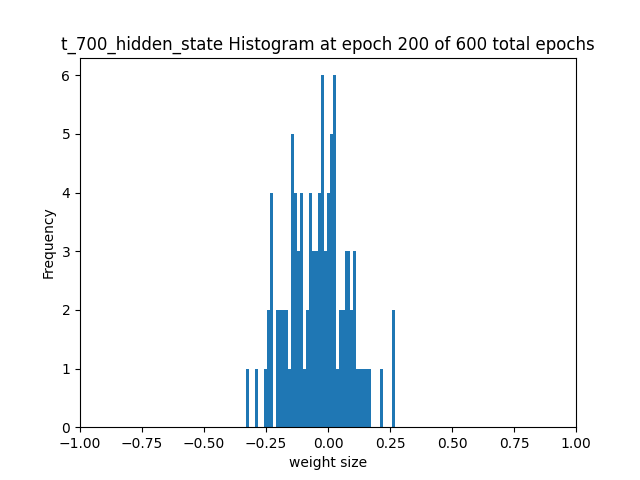 t_700_hidden_state Histogram at epoch 200 of 600 total epochs
6
5
4
3
2
1
0
Frequency
−1.00 −0.75 −0.50 −0.25 0.00 0.25 0.50 0.75 1.00
weight size